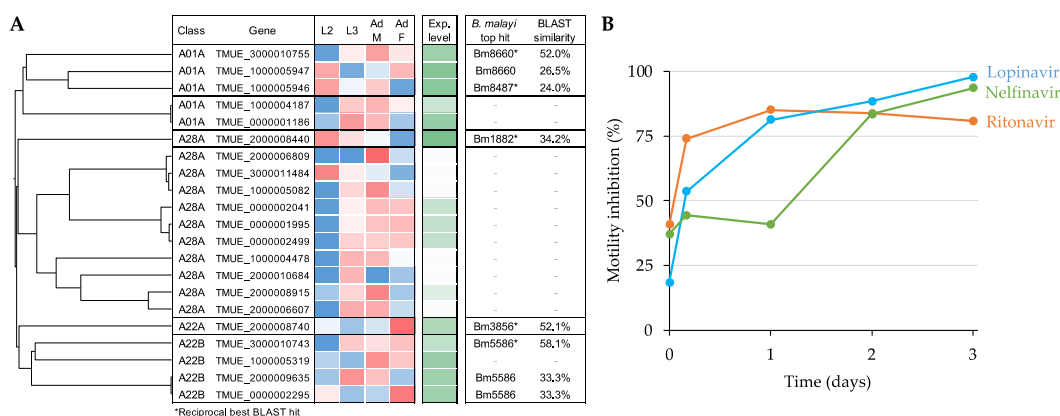 A
Class Gene L2 L3 Ad M Ad F Exp. level B. malayi top hit BLAST similarity
A01A TMUE_3000010755 Bm8660* 52.0%
A01A TMUE_1000005947 Bm8660 26.5%
A01A TMUE_1000005946 Bm8487* 24.0%
A01A TMUE_1000004187 – –
A01A TMUE_0000001186 – –
A28A TMUE_2000008440 Bm1882* 34.2%
A28A TMUE_2000006809 – –
A28A TMUE_3000011484 – –
A28A TMUE_1000005082 – –
A28A TMUE_0000002041 – –
A28A TMUE_0000001995 – –
A28A TMUE_0000002499 – –
A28A TMUE_1000004478 – –
A28A TMUE_2000010684 – –
A28A TMUE_2000008915 – –
A28A TMUE_2000006607 – –
A22A TMUE_2000008740 Bm3856* 52.1%
A22B TMUE_3000010743 Bm5586* 58.1%
A22B TMUE_1000005319 – –
A22B TMUE_2000009635 Bm5586 33.3%
A22B TMUE_0000002295 Bm5586 33.3%
*Reciprocal best BLAST hit
B
Motility inhibition (%)
100
75
50
25
0
0 1 2 3
Time (days)
Lopinavir
Nelfinavir
Ritonavir